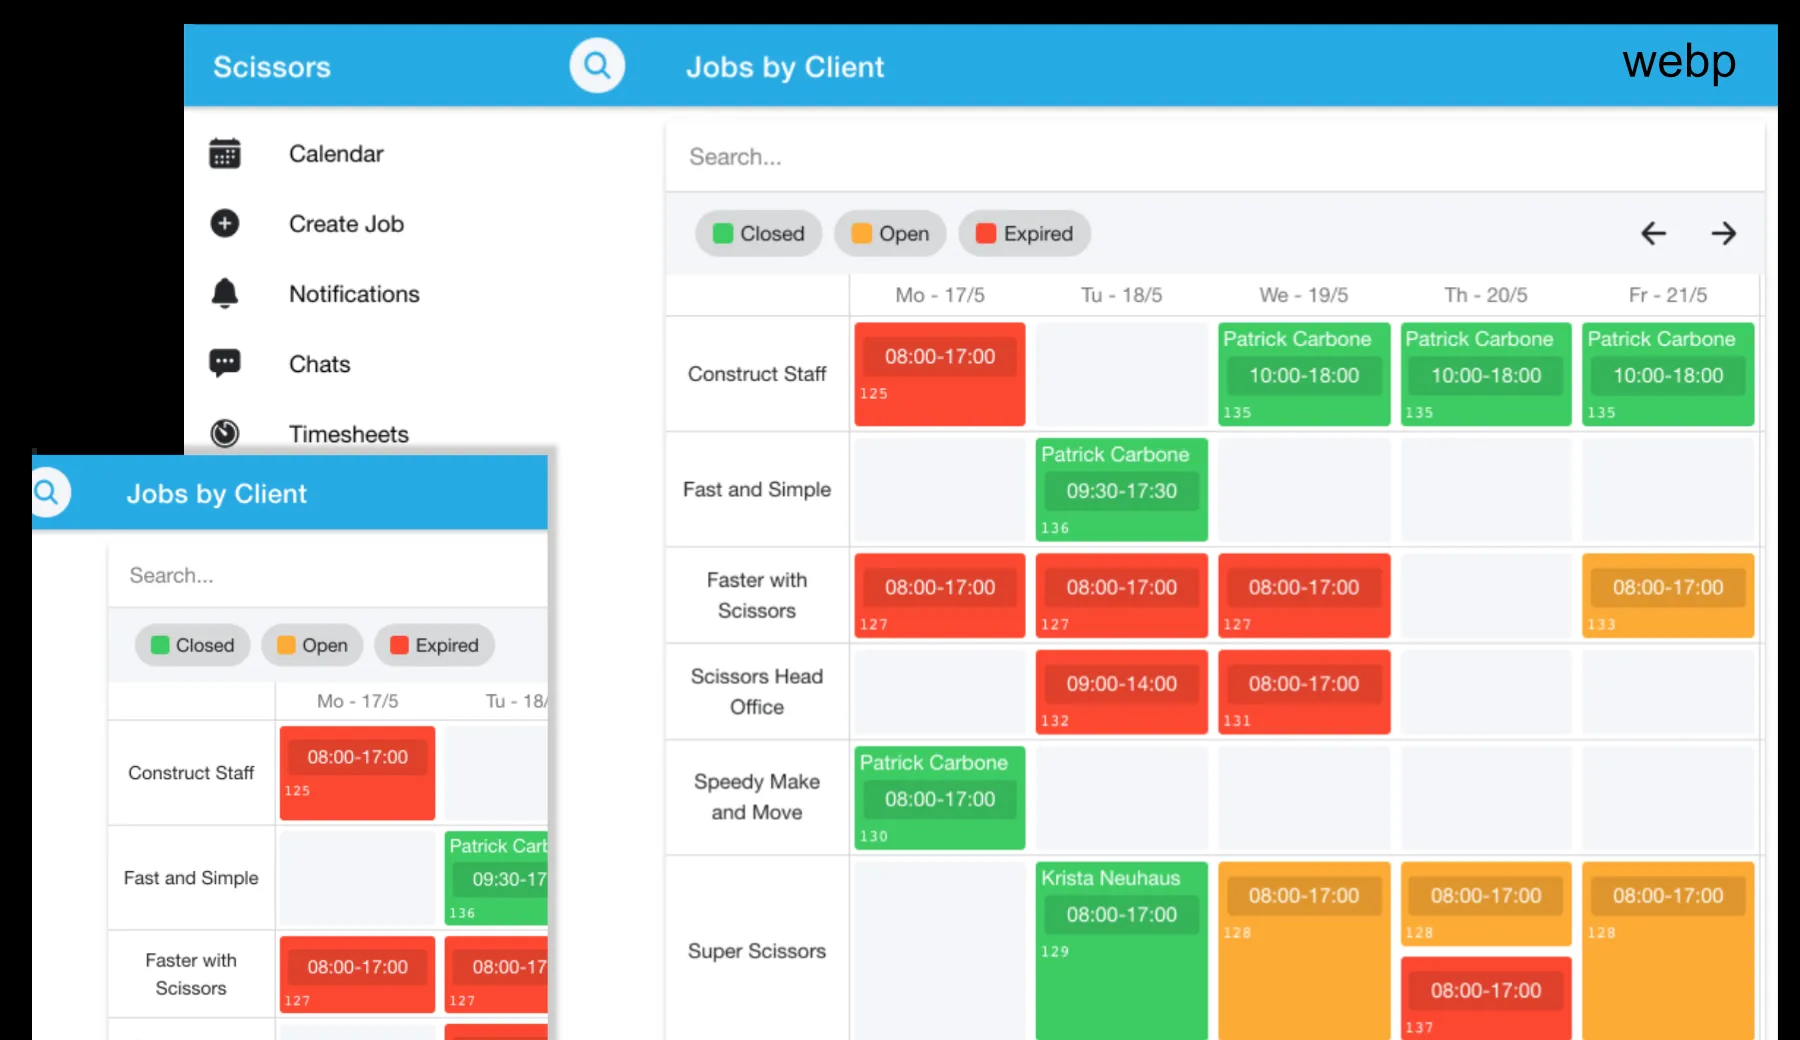 Scissors
Jobs by Client
webp
Calendar
Create Job
Notifications
Chats
Timesheets
Search...
Closed Open Expired
Mo - 17/5 Tu - 18/5 We - 19/5 Th - 20/5 Fr - 21/5
Construct Staff
08:00-17:00
125
Patrick Carbone
10:00-18:00
135
Patrick Carbone
10:00-18:00
135
Patrick Carbone
10:00-18:00
135
Fast and Simple
Patrick Carbone
09:30-17:30
136
Faster with
Scissors
08:00-17:00
127
08:00-17:00
127
08:00-17:00
127
08:00-17:00
133
Scissors Head
Office
09:00-14:00
132
08:00-17:00
131
Speedy Make
and Move
Patrick Carbone
08:00-17:00
130
Super Scissors
Krista Neuhaus
08:00-17:00
129
08:00-17:00
128
08:00-17:00
128
08:00-17:00
137
08:00-17:00
128
Jobs by Client
Search...
Closed Open Expired
Mo - 17/5 Tu - 18/
Construct Staff
08:00-17:00
125
Fast and Simple
Patrick Carb
09:30-17
136
Faster with
Scissors
08:00-17:00
127
08:00-17
127